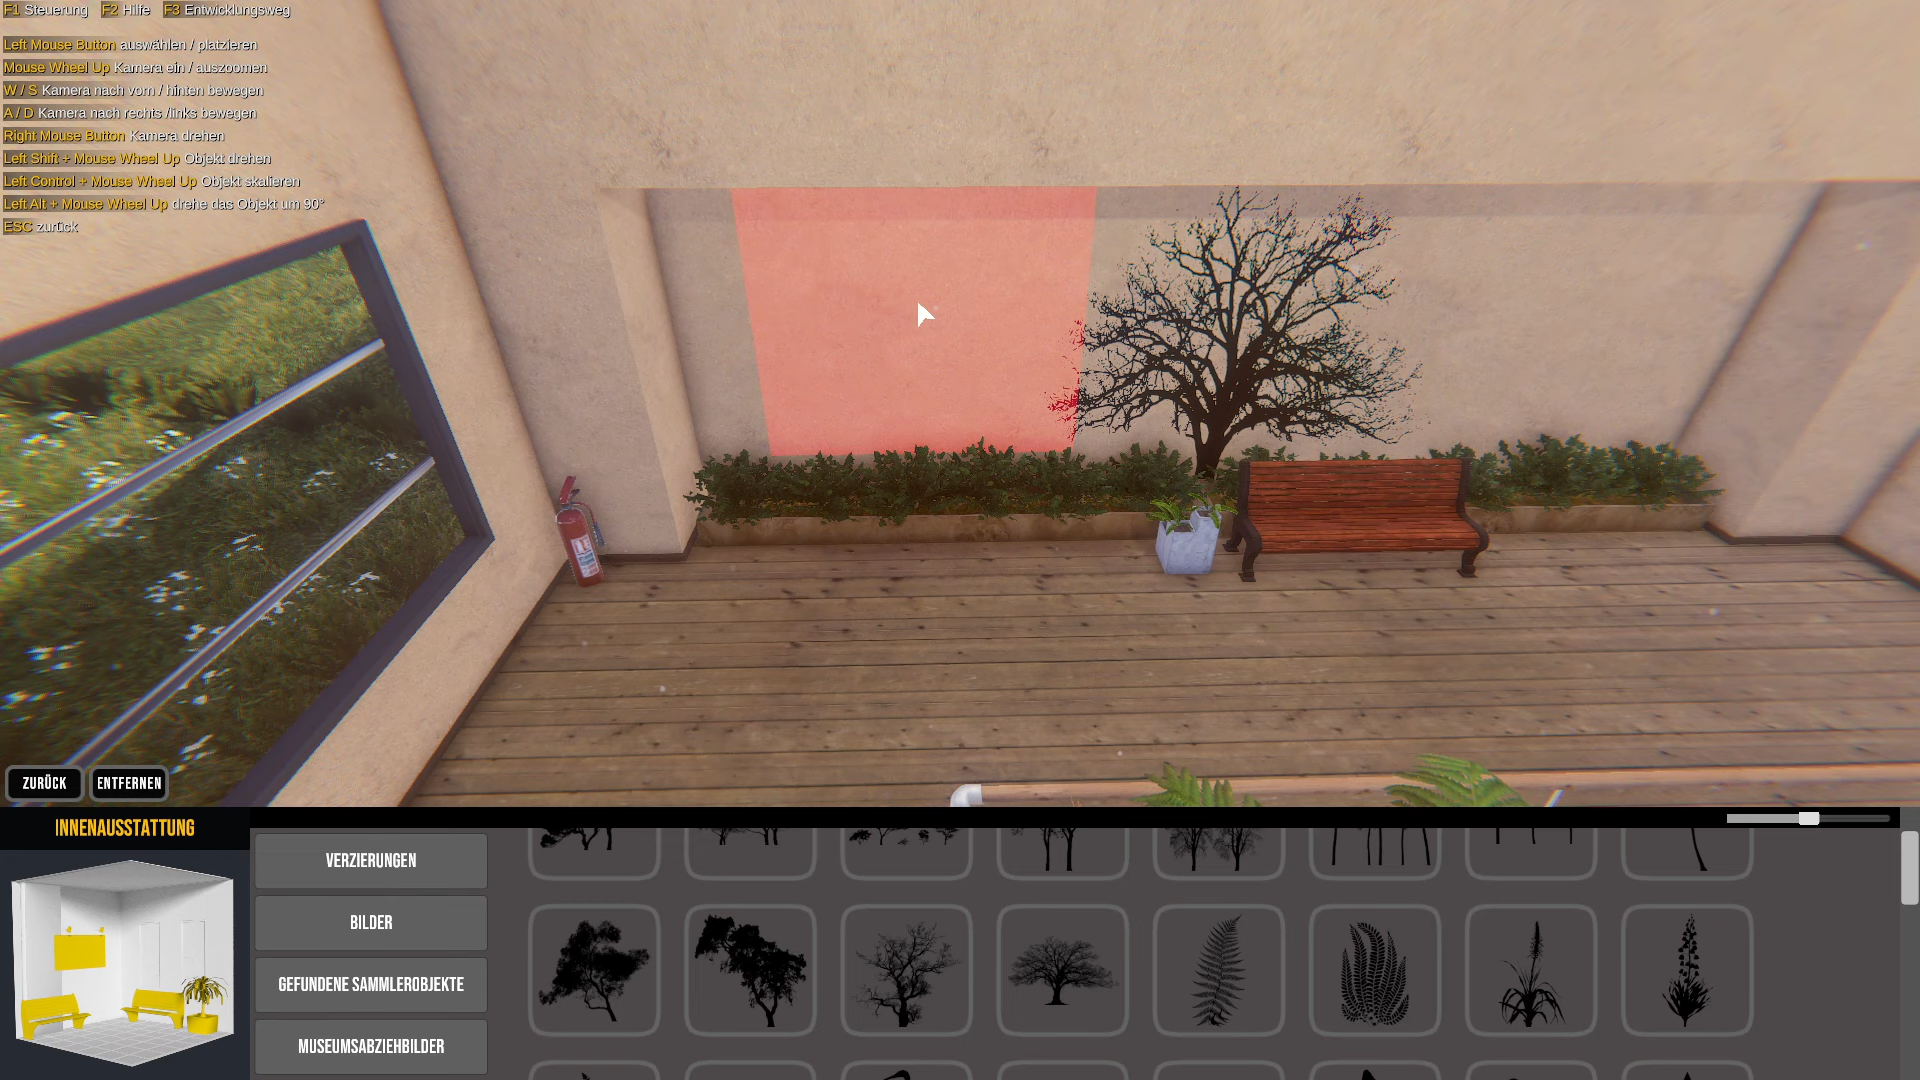 F1 Steuerung F2 Hilfe F3 Entwicklungsweg
Left Mouse Button auswählen / platzieren
Mouse Wheel Up Kamera ein / auszoomen
W / S Kamera nach vorn / hinten bewegen
A / D Kamera nach rechts /links bewegen
Right Mouse Button Kamera drehen
Left Shift + Mouse Wheel Up Objekt drehen
Left Control + Mouse Wheel Up Objekt skalieren
Left Alt + Mouse Wheel Up drehe das Objekt um 90°
ESC zurück
ZURÜCK ENTFERNEN
INNENAUSSTATTUNG
VERZIERUNGEN
BILDER
GEFUNDENE SAMMLEROBJEKTE
MUSEUMSABZIEHBILDER